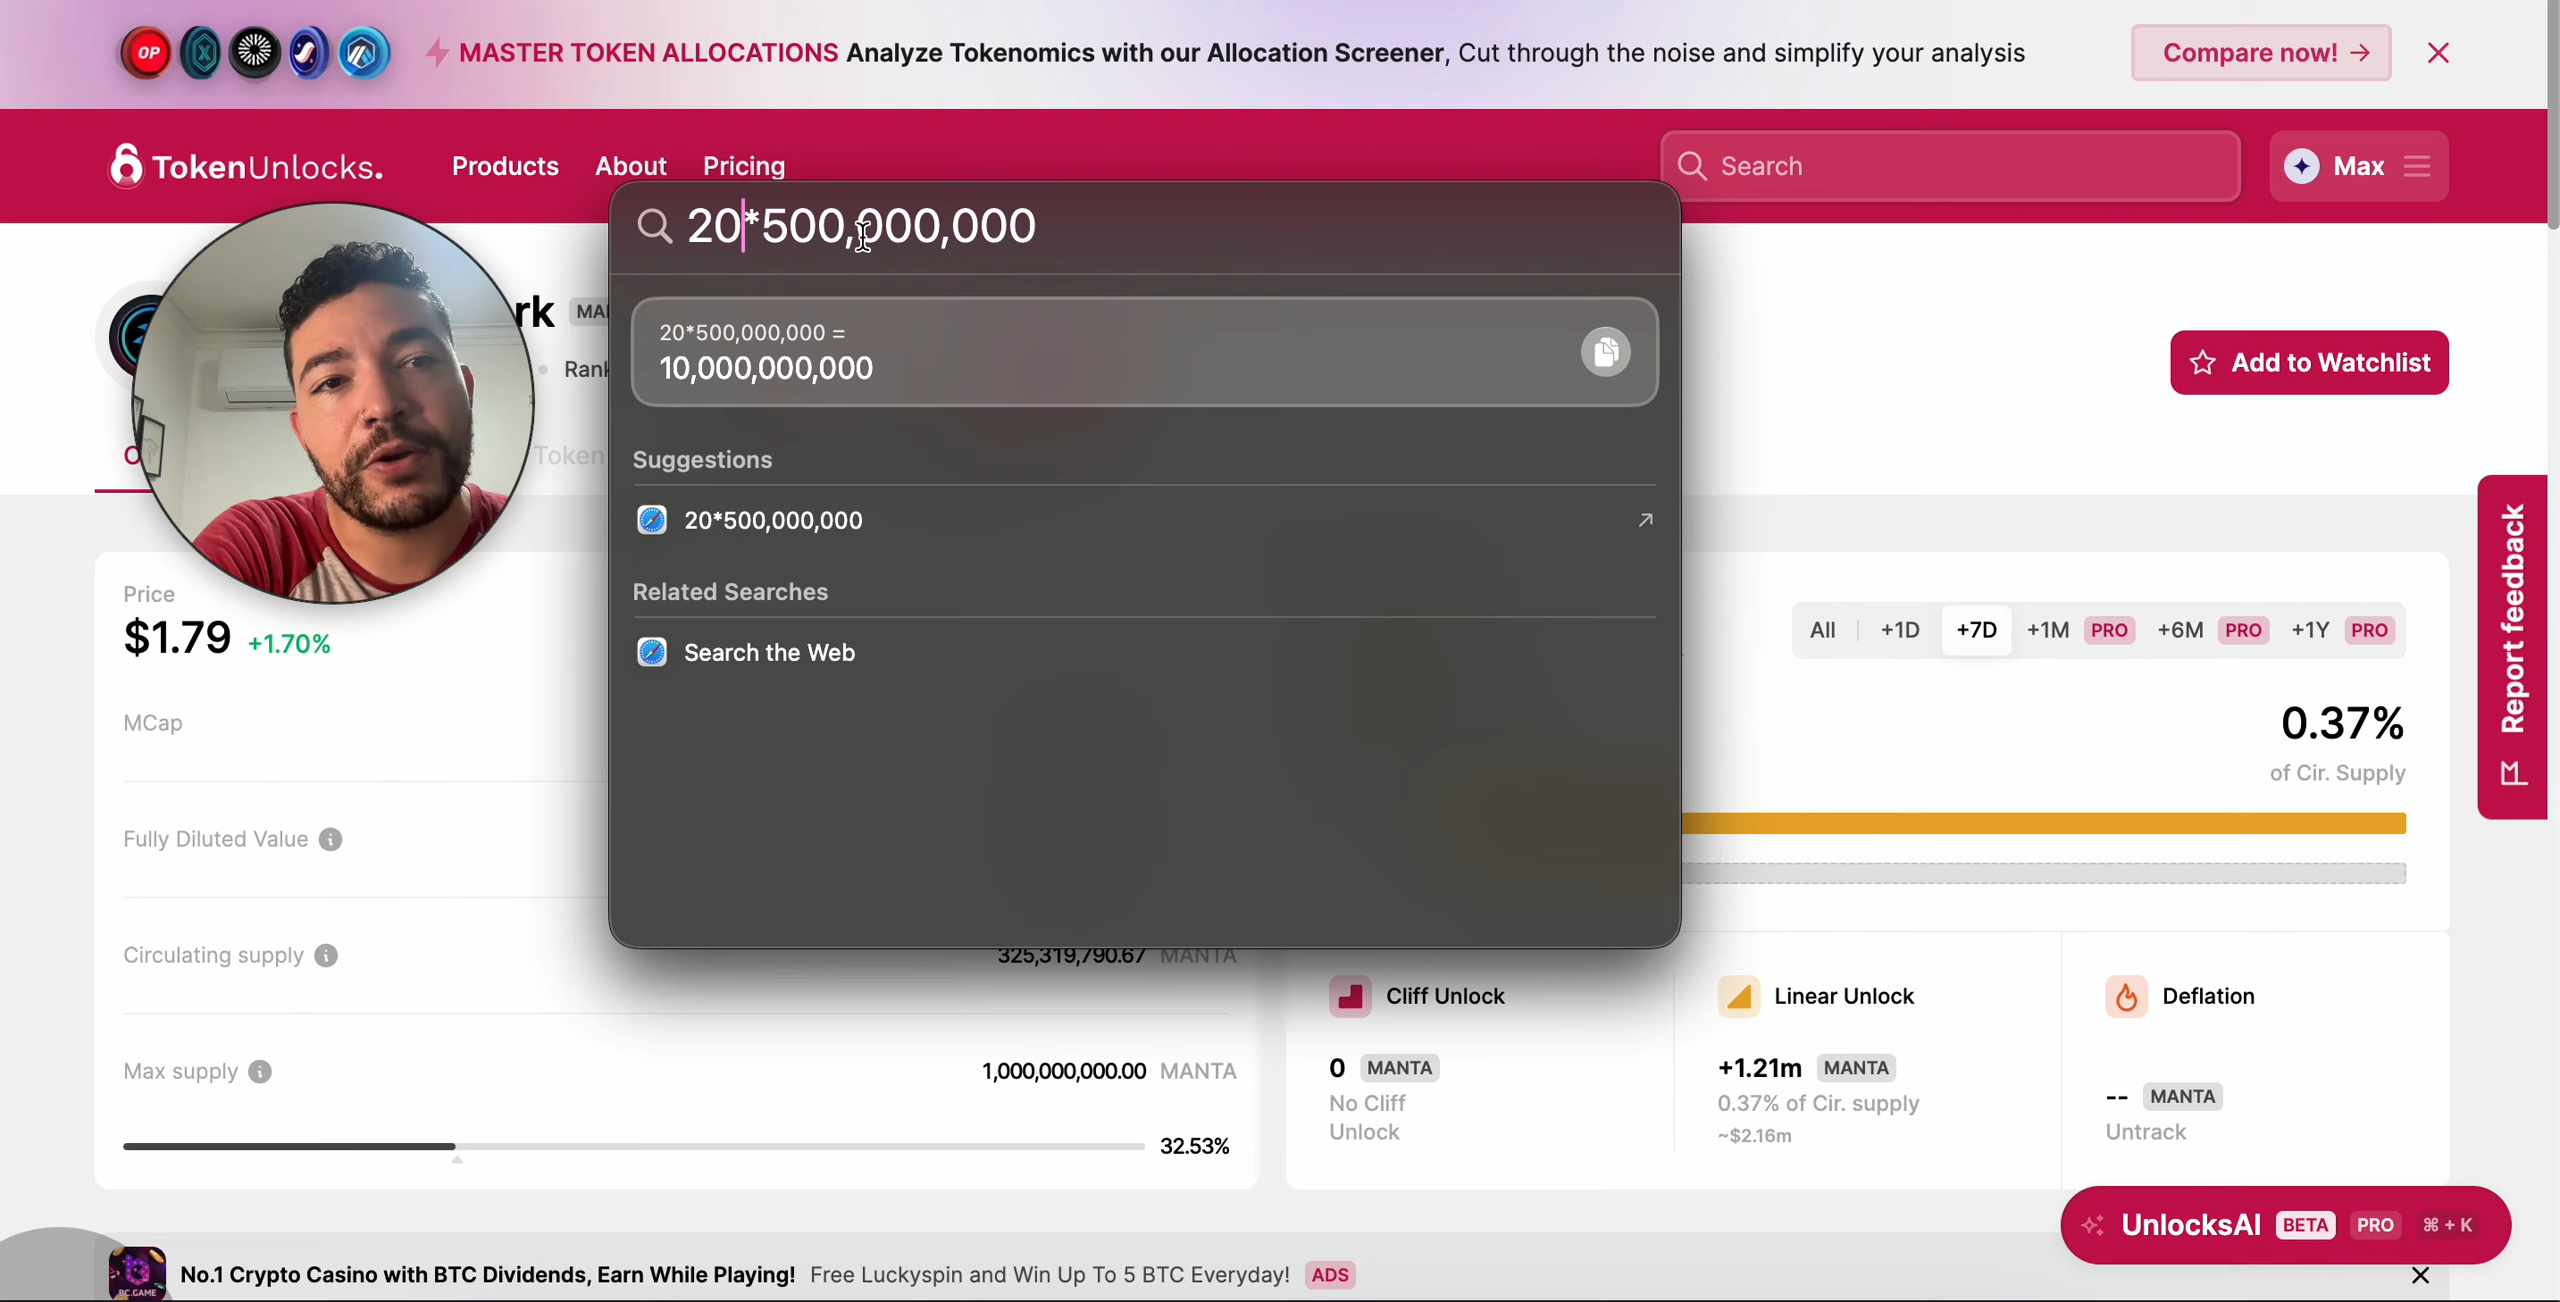 OP
MASTER TOKEN ALLOCATIONS Analyze Tokenomics with our Allocation Screener, Cut through the noise and simplify your analysis
Compare now! →
TokenUnlocks.
Products
About
Pricing
Search
Max
20*500,000,000
20*500,000,000 =
10,000,000,000
Suggestions
20*500,000,000
Related Searches
Search the Web
Add to Watchlist
Report feedback
Price
$1.79 +1.70%
MCap
Fully Diluted Value
Circulating supply
325,319,790.67 MANTA
Max supply
1,000,000,000.00 MANTA
32.53%
All
+1D
+7D
+1M PRO
+6M PRO
+1Y PRO
0.37%
of Cir. Supply
Cliff Unlock
0 MANTA
No Cliff
Unlock
Linear Unlock
+1.21m MANTA
0.37% of Cir. supply
~$2.16m
Deflation
-- MANTA
Untrack
UnlocksAI BETA PRO ⌘ + K
BC.GAME
No.1 Crypto Casino with BTC Dividends, Earn While Playing! Free Luckyspin and Win Up To 5 BTC Everyday! ADS